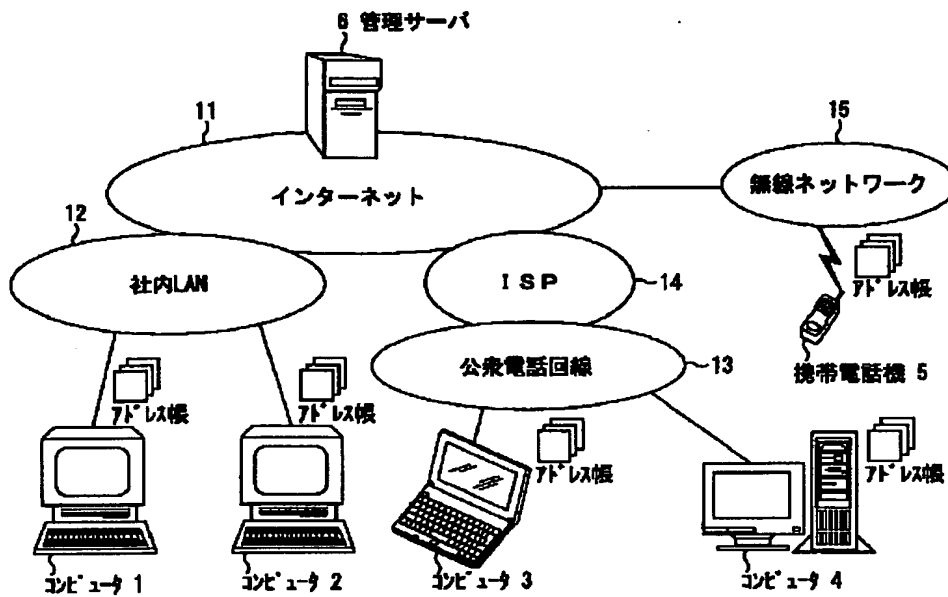 6 管理サーバ
11
15
インターネット
無線ネットワーク
12
社内LAN
ISP
14
アドレス帳
公衆電話回線
13
携帯電話機 5
アドレス帳
アドレス帳
アドレス帳
アドレス帳
コンピュータ 1
コンピュータ 2
コンピュータ 3
コンピュータ 4